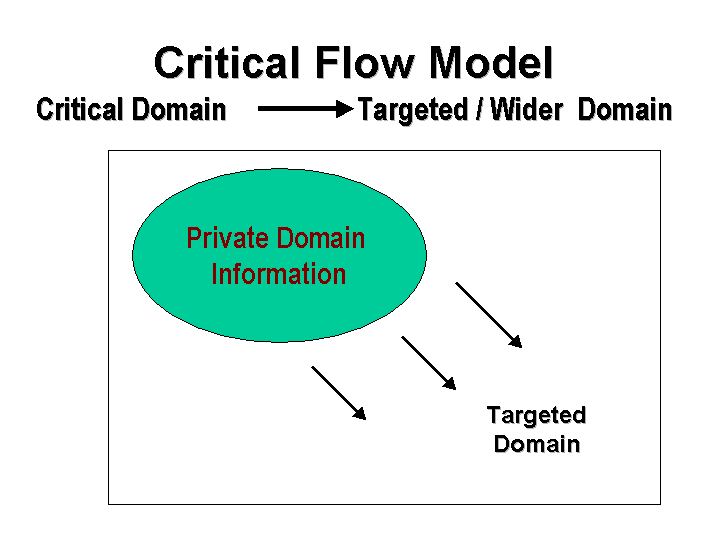 Critical Flow Model
Critical Domain Targeted / Wider Domain
Private Domain
Information
Targeted
Domain